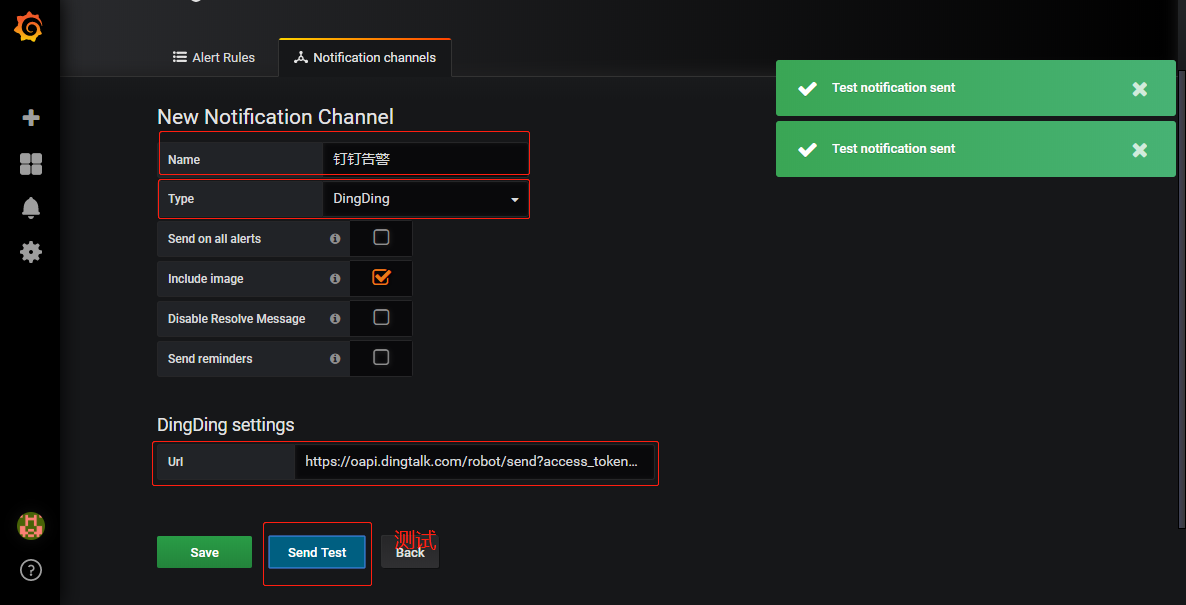 Alert Rules
Notification channels
Test notification sent
Test notification sent
New Notification Channel
Name
钉钉告警
Type
DingDing
Send on all alerts
Include image
Disable Resolve Message
Send reminders
DingDing settings
Url
https://oapi.dingtalk.com/robot/send?access_token...
Save
Send Test
测试
Back